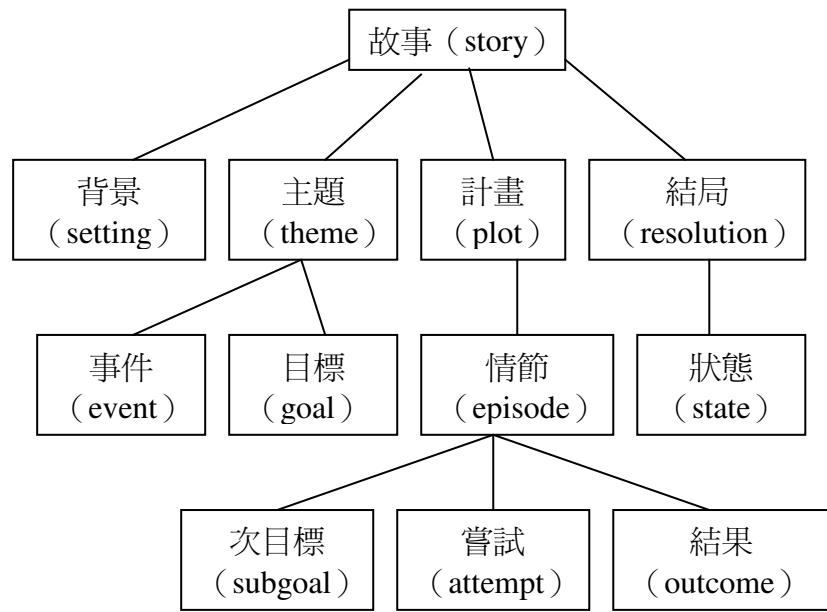 故事（story）
背景
（setting）
主題
（theme）
計畫
（plot）
結局
（resolution）
事件
（event）
目標
（goal）
情節
（episode）
狀態
（state）
次目標
（subgoal）
嘗試
（attempt）
結果
（outcome）